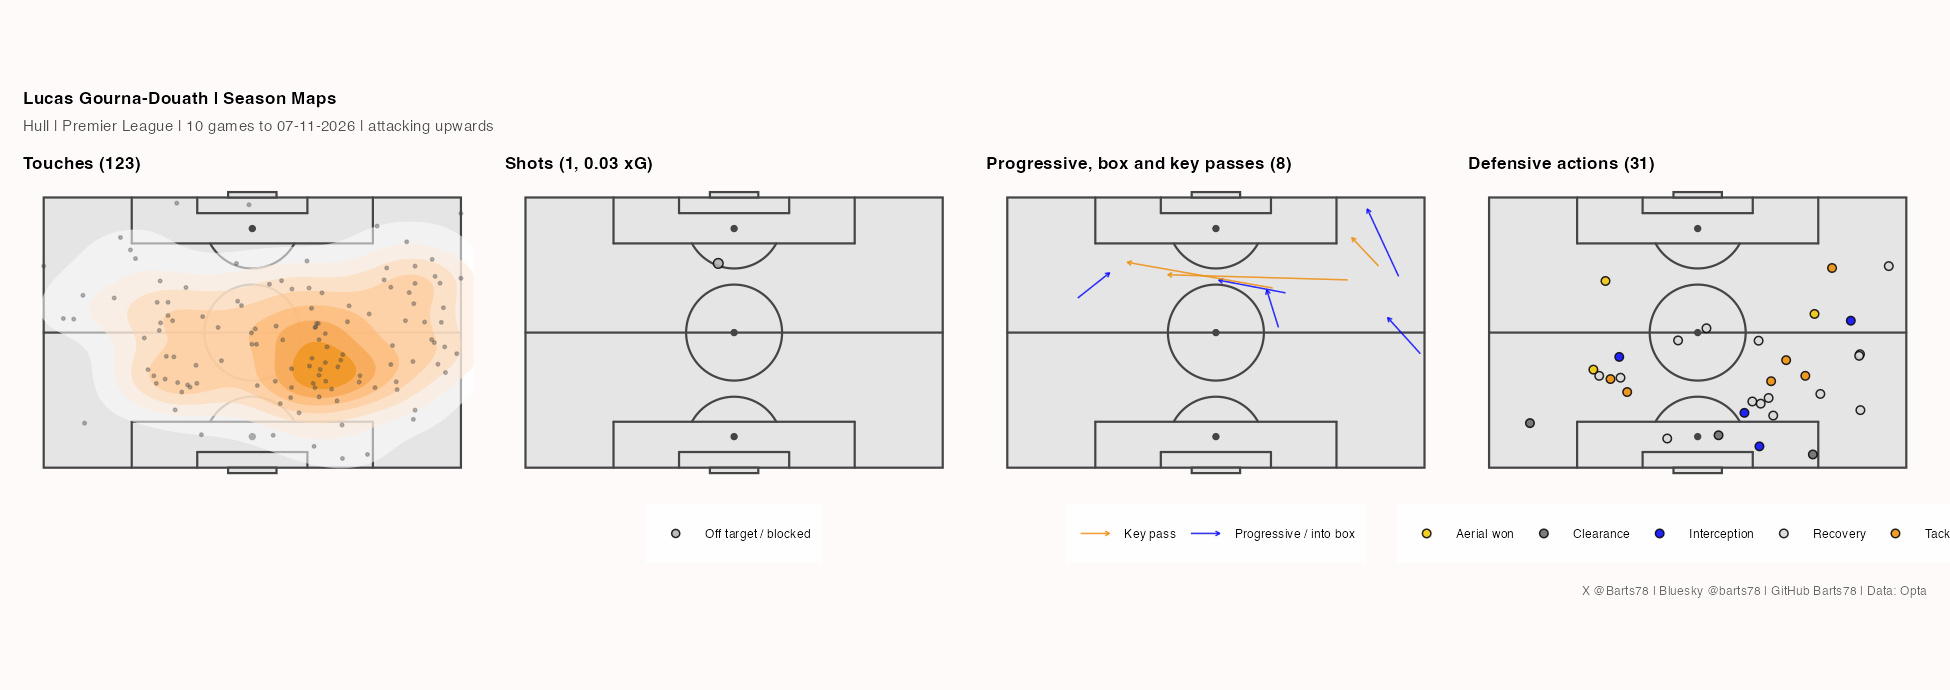 Lucas Gourna-Douath | Season Maps
Hull | Premier League | 10 games to 07-11-2026 | attacking upwards
Touches (123)
Shots (1, 0.03 xG)
Progressive, box and key passes (8)
Defensive actions (31)
Off target / blocked
Key pass
Progressive / into box
Aerial won
Clearance
Interception
Recovery
Tack
X @Barts78 | Bluesky @barts78 | GitHub Barts78 | Data: Opta